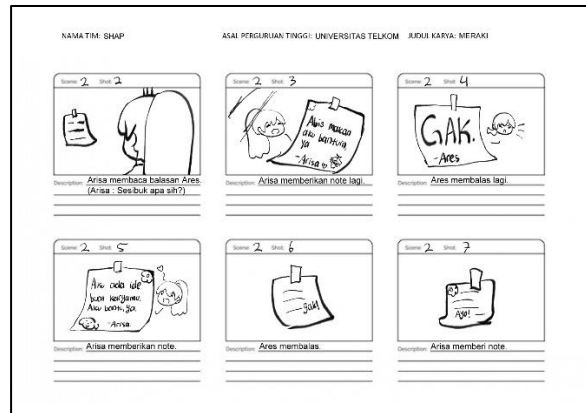 NAMA TIM: SHAP
ASAL PERGURUAN TINGGI: UNIVERSITAS TELKOM
JUDUL KARYA: MERAKI
Scene: 2 Shot: 2
Description: Arisa membaca balasan Ares.
(Arisa : Sesibuk apa sih?)
Scene: 2 Shot: 3
Abis makan
aku bantuin
ya
-Arisa
Description: Arisa memberikan note lagi.
Scene: 2 Shot: 4
GAK.
-Ares
Description: Ares membalas lagi.
Scene: 2 Shot: 5
Aku ada ide
buat kerjaanmu.
Aku bantu, ya.
-Arisa.
Description: Arisa memberikan note.
Scene: 2 Shot: 6
Description: Ares membalas.
Scene: 2 Shot: 7
Ayo!
Description: Arisa memberi note.